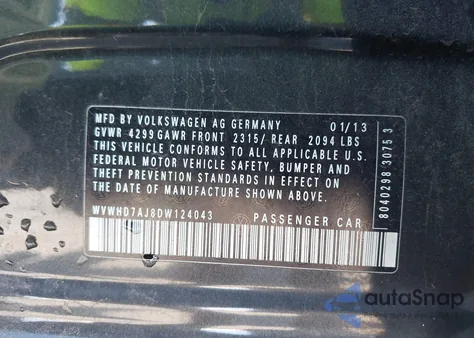 MFD BY VOLKSWAGEN AG GERMANY 01/13
GVWR 4299 GAWR FRONT 2315/ REAR 2094 LBS
THIS VEHICLE CONFORMS TO ALL APPLICABLE U.S.
FEDERAL MOTOR VEHICLE SAFETY, BUMPER AND
THEFT PREVENTION STANDARDS IN EFFECT ON THE
DATE OF MANUFACTURE SHOWN ABOVE.
WVWHD7AJ8DW124043 PASSENGER CAR
8040298 3075 3
autoSnap